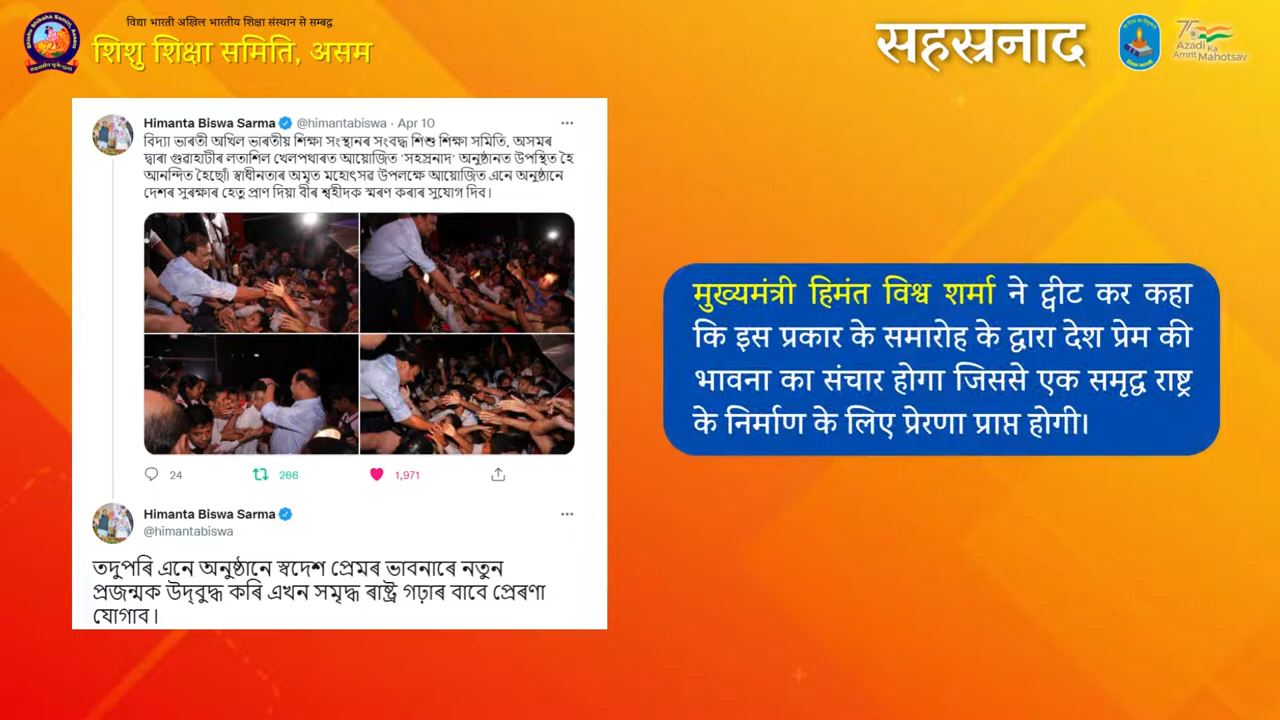 विद्या भारती अखिल भारतीय शिक्षा संस्थान से सम्बद्ध
शिशु शिक्षा समिति, असम
सहस्रनाद
75
Azadi Ka
Amrit Mahotsav
Himanta Biswa Sarma @himantabiswa · Apr 10
বিদ্যা ভাৰতী অখিল ভাৰতীয় শিক্ষা সংস্থানৰ সংবদ্ধ শিশু শিক্ষা সমিতি, অসমৰ
দ্বাৰা গুৱাহাটীৰ লতাশিল খেলপথাৰত আয়োজিত 'সহস্ৰনাদ' অনুষ্ঠানত উপস্থিত হৈ
আনন্দিত হৈছোঁ। স্বাধীনতাৰ অমৃত মহোৎসৱ উপলক্ষে আয়োজিত এনে অনুষ্ঠানে
দেশৰ সুৰক্ষাৰ হেতু প্ৰাণ দিয়া বীৰ শ্বহীদক স্মৰণ কৰাৰ সুযোগ দিব।
24 266 1,971
Himanta Biswa Sarma
@himantabiswa
তদুপৰি এনে অনুষ্ঠানে স্বদেশ প্ৰেমৰ ভাবনাৰে নতুন
প্ৰজন্মক উদ্‌বুদ্ধ কৰি এখন সমৃদ্ধ ৰাষ্ট্ৰ গঢ়াৰ বাবে প্ৰেৰণা
যোগাব।
मुख्यमंत्री हिमंत विश्व शर्मा ने ट्वीट कर कहा
कि इस प्रकार के समारोह के द्वारा देश प्रेम की
भावना का संचार होगा जिससे एक समृद्ध राष्ट्र
के निर्माण के लिए प्रेरणा प्राप्त होगी।